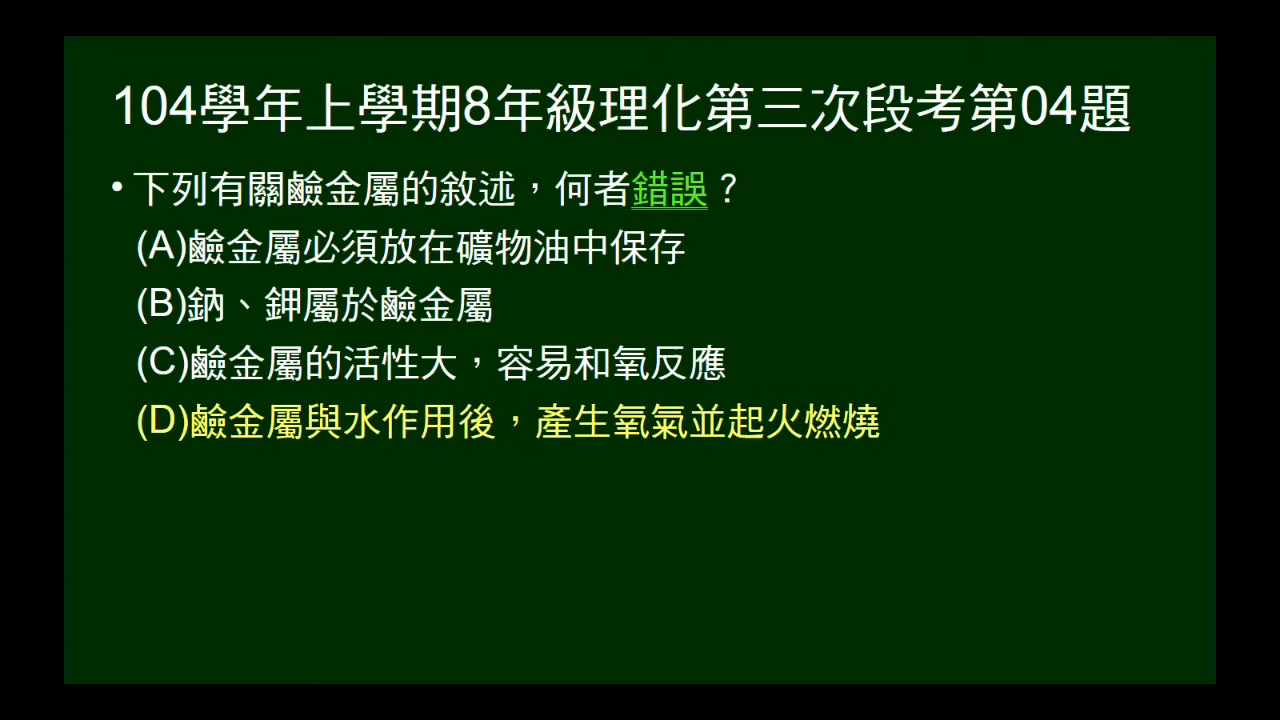 104學年上學期8年級理化第三次段考第04題
•下列有關鹼金屬的敘述，何者錯誤？
(A)鹼金屬必須放在礦物油中保存
(B)鈉、鉀屬於鹼金屬
(C)鹼金屬的活性大，容易和氧反應
(D)鹼金屬與水作用後，產生氧氣並起火燃燒